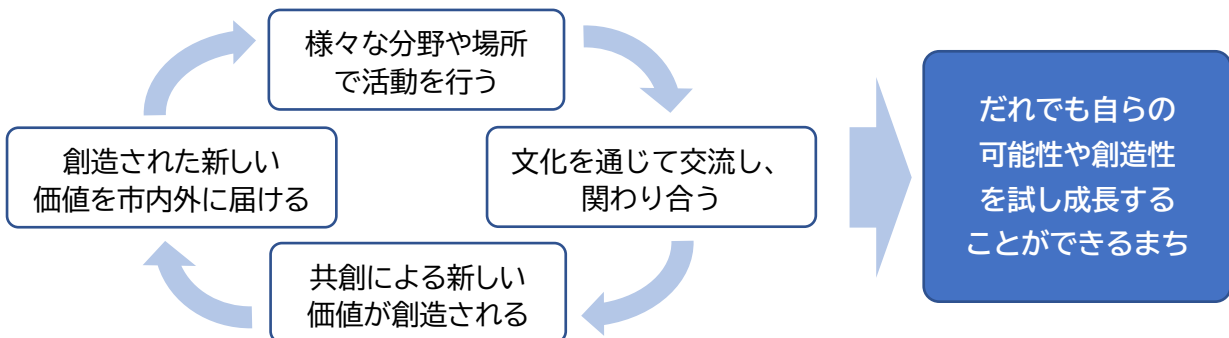 様々な分野や場所
で活動を行う
文化を通じて交流し、
関わり合う
共創による新しい
価値が創造される
創造された新しい
価値を市内外に届ける
だれでも自らの
可能性や創造性
を試し成長する
ことができるまち